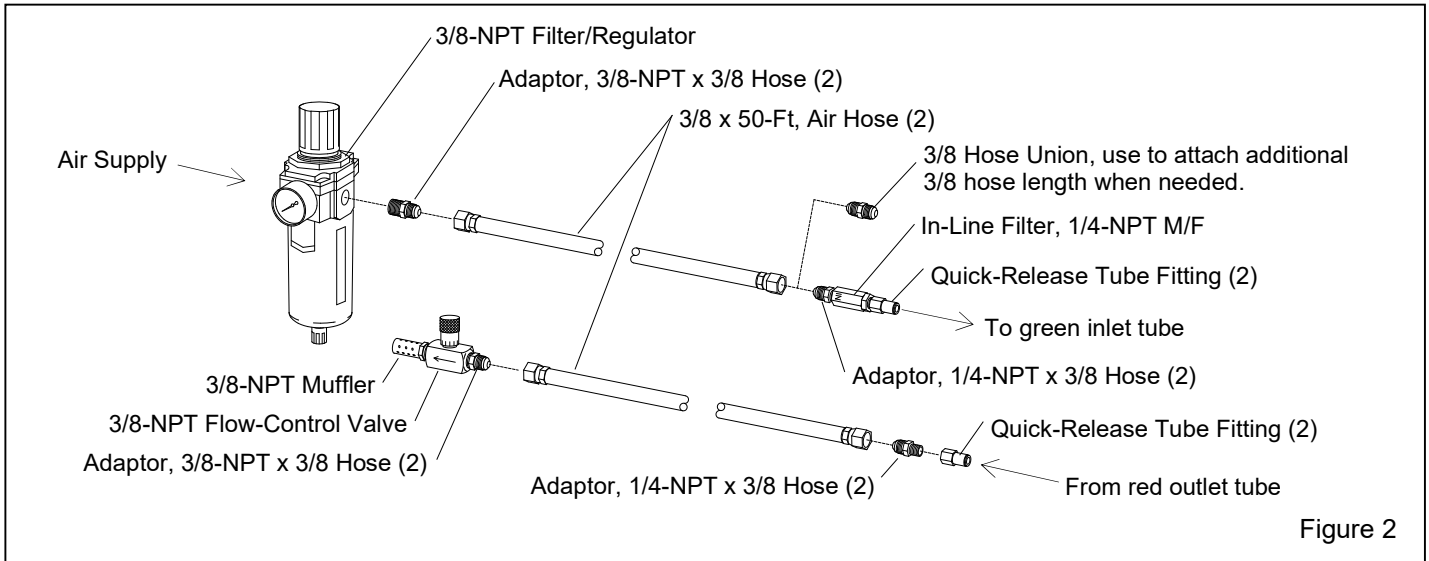 3/8-NPT Filter/Regulator
Adaptor, 3/8-NPT x 3/8 Hose (2)
3/8 x 50-Ft, Air Hose (2)
Air Supply
3/8 Hose Union, use to attach additional
3/8 hose length when needed.
In-Line Filter, 1/4-NPT M/F
Quick-Release Tube Fitting (2)
To green inlet tube
Adaptor, 1/4-NPT x 3/8 Hose (2)
3/8-NPT Muffler
3/8-NPT Flow-Control Valve
Adaptor, 3/8-NPT x 3/8 Hose (2)
Adaptor, 1/4-NPT x 3/8 Hose (2)
Quick-Release Tube Fitting (2)
From red outlet tube
Figure 2